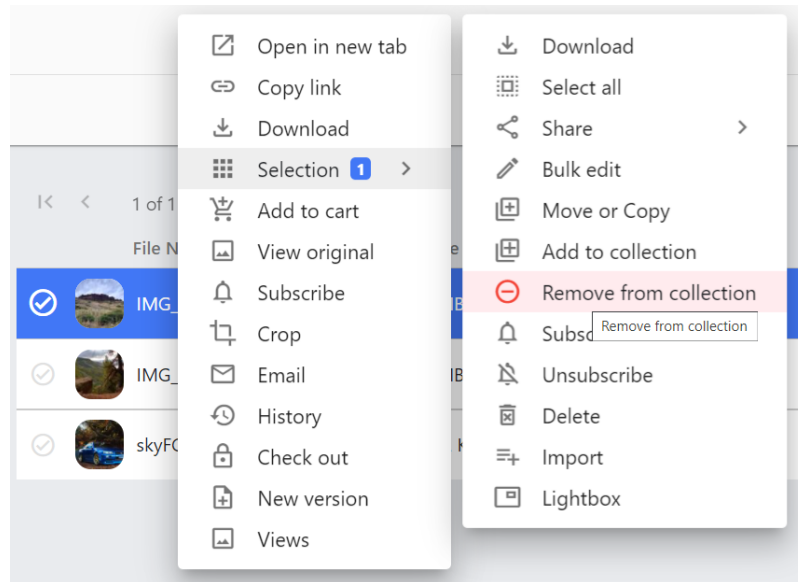 Open in new tab
Copy link
Download
Selection 1
Add to cart
View original
Subscribe
Crop
Email
History
Check out
New version
Views
Download
Select all
Share
Bulk edit
Move or Copy
Add to collection
Remove from collection
Remove from collection
Unsubscribe
Delete
Import
Lightbox
1 of 1
File
IMG_
IMG_